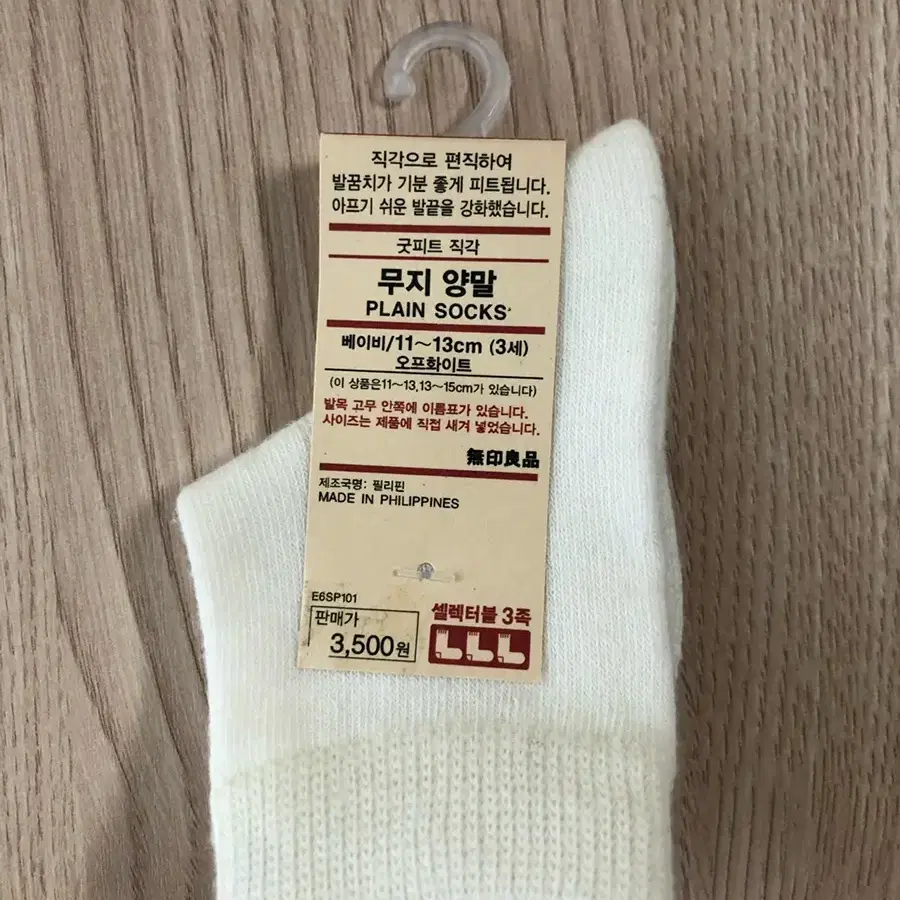 직각으로 편직하여
발꿈치가 기분 좋게 피트됩니다.
아프기 쉬운 발끝을 강화했습니다.
굿피트 직각
무지 양말
PLAIN SOCKS
베이비/11~13cm (3세)
오프화이트
(이 상품은11~13,13~15cm가 있습니다)
발목 고무 안쪽에 이름표가 있습니다.
사이즈는 제품에 직접 새겨 넣었습니다.
無印良品
제조국명: 필리핀
MADE IN PHILIPPINES
E6SP101
판매가
3,500원
셀렉터블 3족